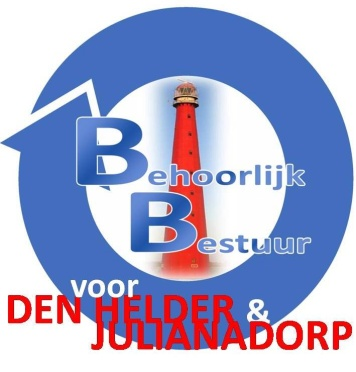 Behoorlijk
Bestuur
voor
DEN HELDER &
JULIANADORP